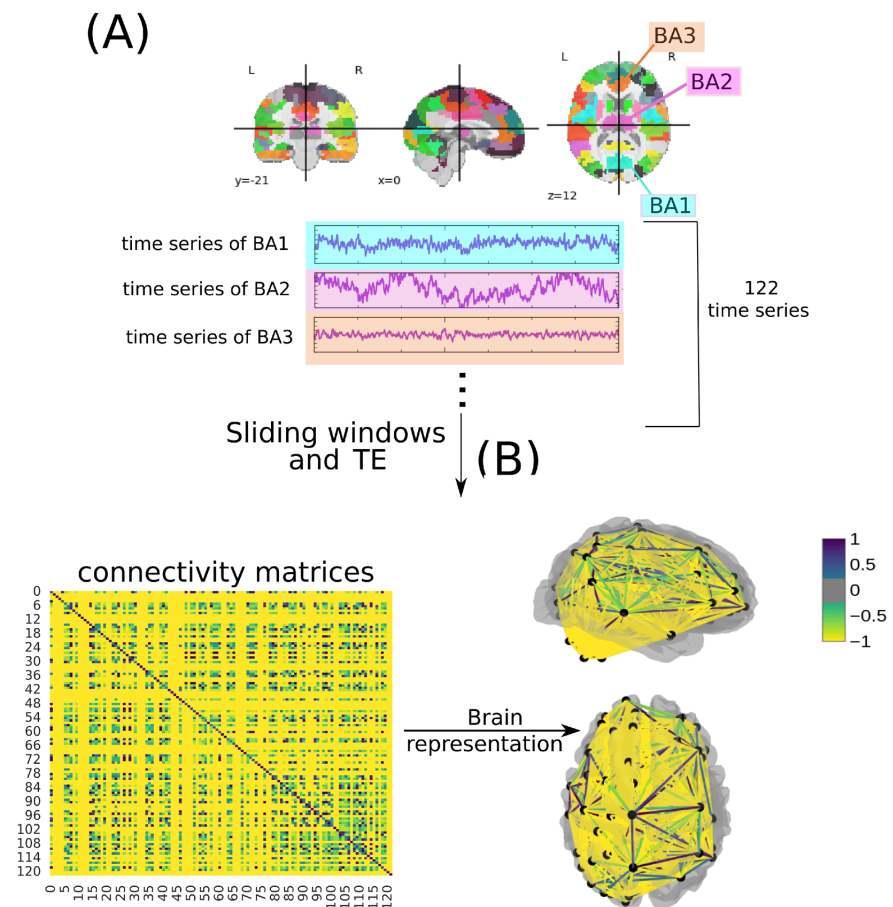 (A)
BA3
L
R
L
R
BA2
y=-21
x=0
z=12
BA1
time series of BA1
time series of BA2
time series of BA3
122
time series
Sliding windows
and TE
(B)
connectivity matrices
1
0.5
0
−0.5
−1
0
6
12
18
24
30
36
42
48
54
60
66
72
78
84
90
96
102
108
114
120
0
5
10
15
20
25
30
35
40
45
50
55
60
65
70
75
80
85
90
95
100
105
110
115
120
Brain
representation